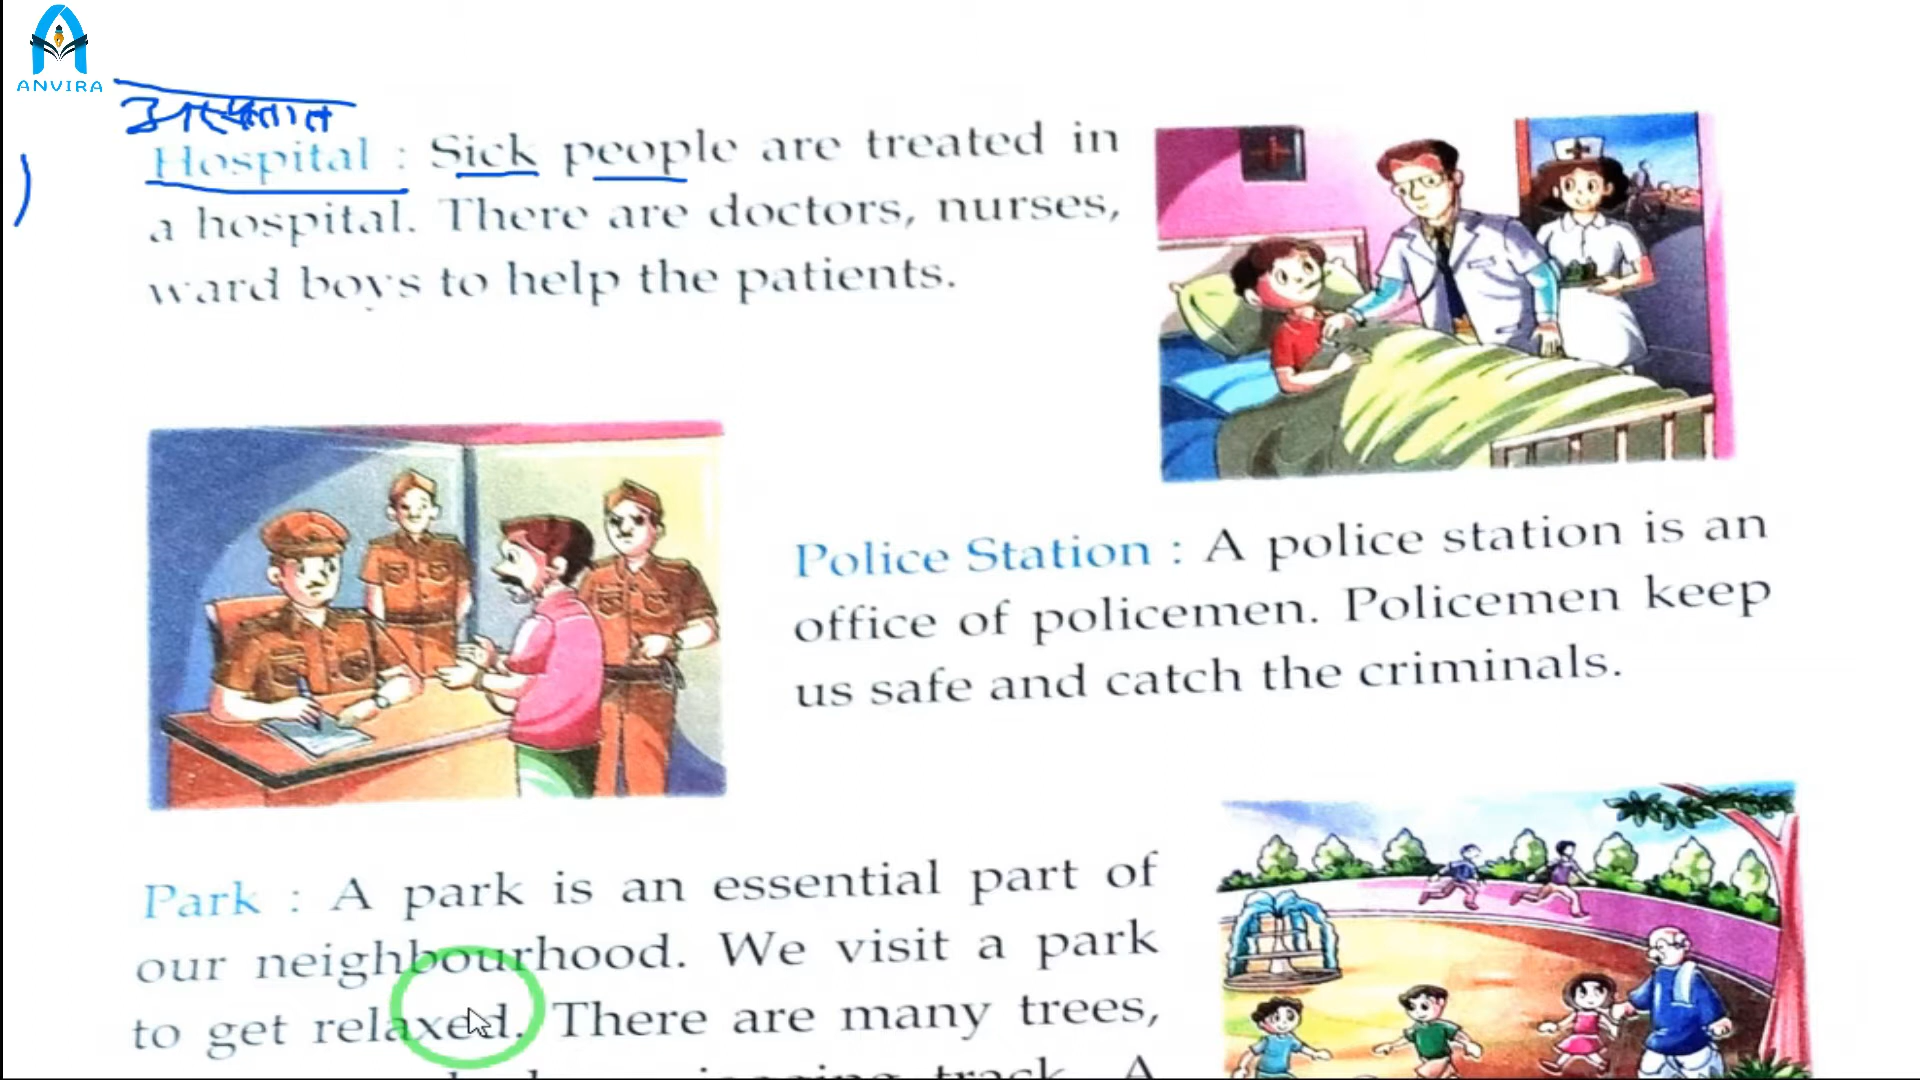 ANVIRA
अस्पताल
Hospital : Sick people are treated in
a hospital. There are doctors, nurses,
ward boys to help the patients.
Police Station : A police station is an
office of policemen. Policemen keep
us safe and catch the criminals.
Park : A park is an essential part of
our neighbourhood. We visit a park
to get relaxed. There are many trees,
jogging track. A